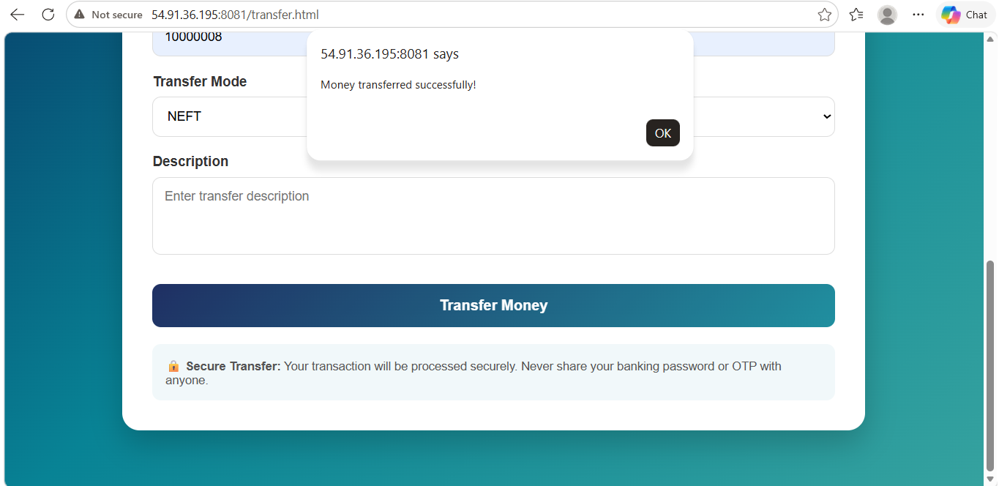 Not secure 54.91.36.195:8081/transfer.html Chat
10000008
54.91.36.195:8081 says
Money transferred successfully!
OK
Transfer Mode
NEFT
Description
Enter transfer description
Transfer Money
🔒 Secure Transfer: Your transaction will be processed securely. Never share your banking password or OTP with
anyone.